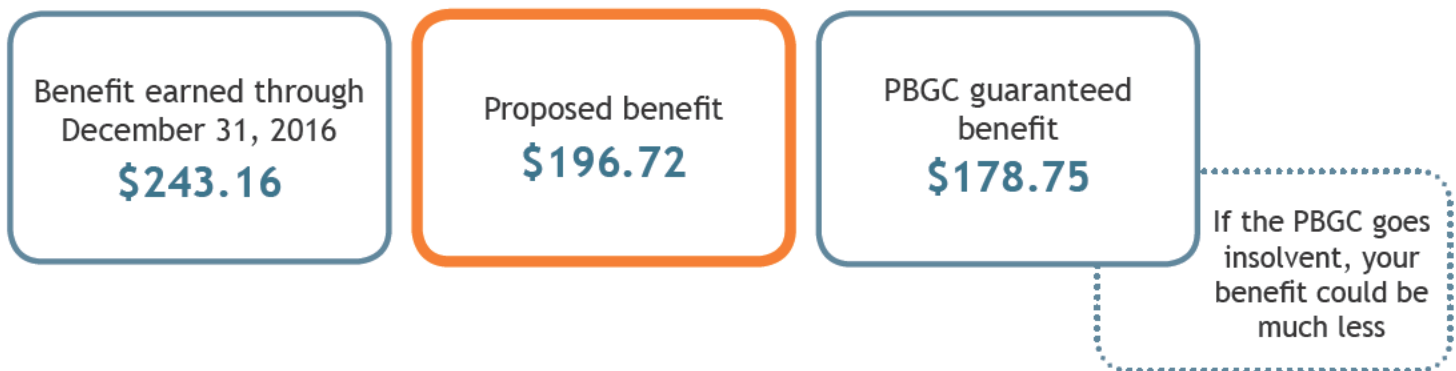 Benefit earned through
December 31, 2016
$243.16
Proposed benefit
$196.72
PBGC guaranteed
benefit
$178.75
If the PBGC goes
insolvent, your
benefit could be
much less